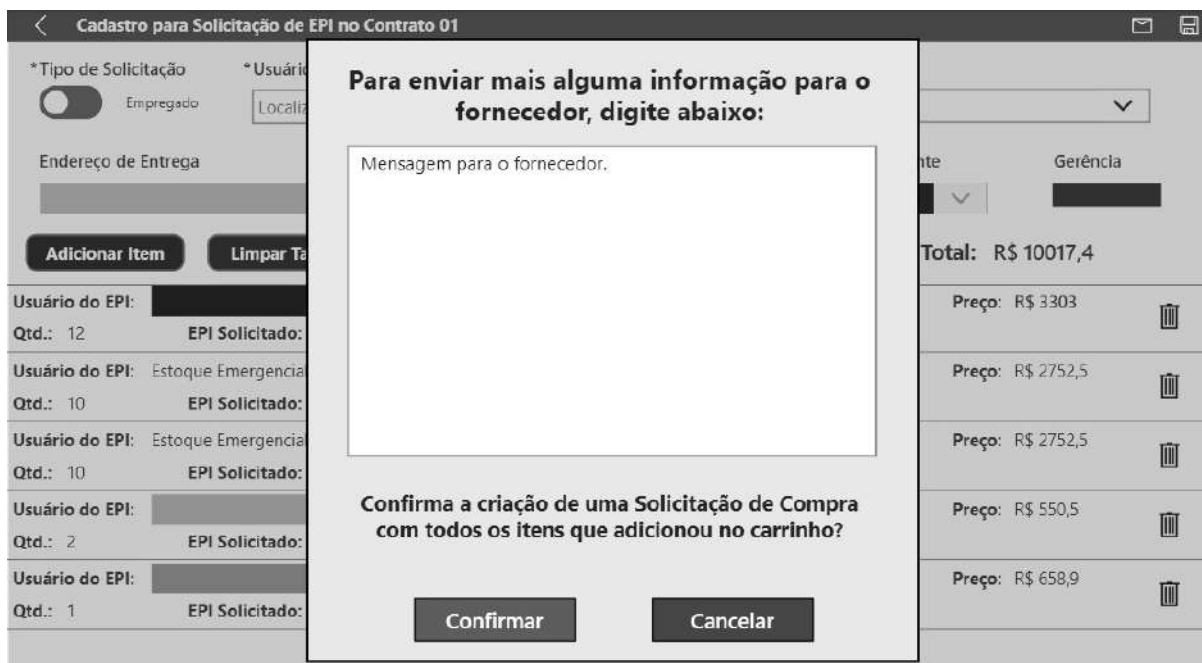 Cadastro para Solicitação de EPI no Contrato 01
*Tipo de Solicitação
*Usuário
Empregado
Para enviar mais alguma informação para o
fornecedor, digite abaixo:
Mensagem para o fornecedor.
Endereço de Entrega
Gerência
Adicionar Item
Limpar
Total: R$ 10017,4
Usuário do EPI:
Preço: R$ 3303
Qtd.: 12 EPI Solicitado:
Usuário do EPI: Estoque Emergencia
Preço: R$ 2752,5
Qtd.: 10 EPI Solicitado:
Usuário do EPI: Estoque Emergencia
Preço: R$ 2752,5
Qtd.: 10 EPI Solicitado:
Usuário do EPI:
Preço: R$ 550,5
Qtd.: 2 EPI Solicitado:
Usuário do EPI:
Preço: R$ 658,9
Qtd.: 1 EPI Solicitado:
Confirma a criação de uma Solicitação de Compra
com todos os itens que adicionou no carrinho?
Confirmar
Cancelar